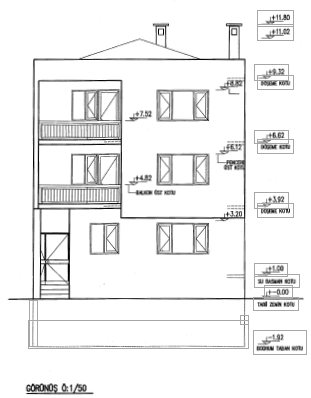 +11,80
+11,02
+9,32
DÖŞEME KOTU
+8,82
+7,52
+6,62
DÖŞEME KOTU
+6,12
PENCERE
ÜST KOTU
+4,82
BALKON ÜST KOTU
+3,92
DÖŞEME KOTU
+3,20
+1,00
SU BASMAN KOTU
+-0,00
TABİ ZEMİN KOTU
-1,92
BODRUM TABAN KOTU
GÖRÜNÜŞ Ö:1/50